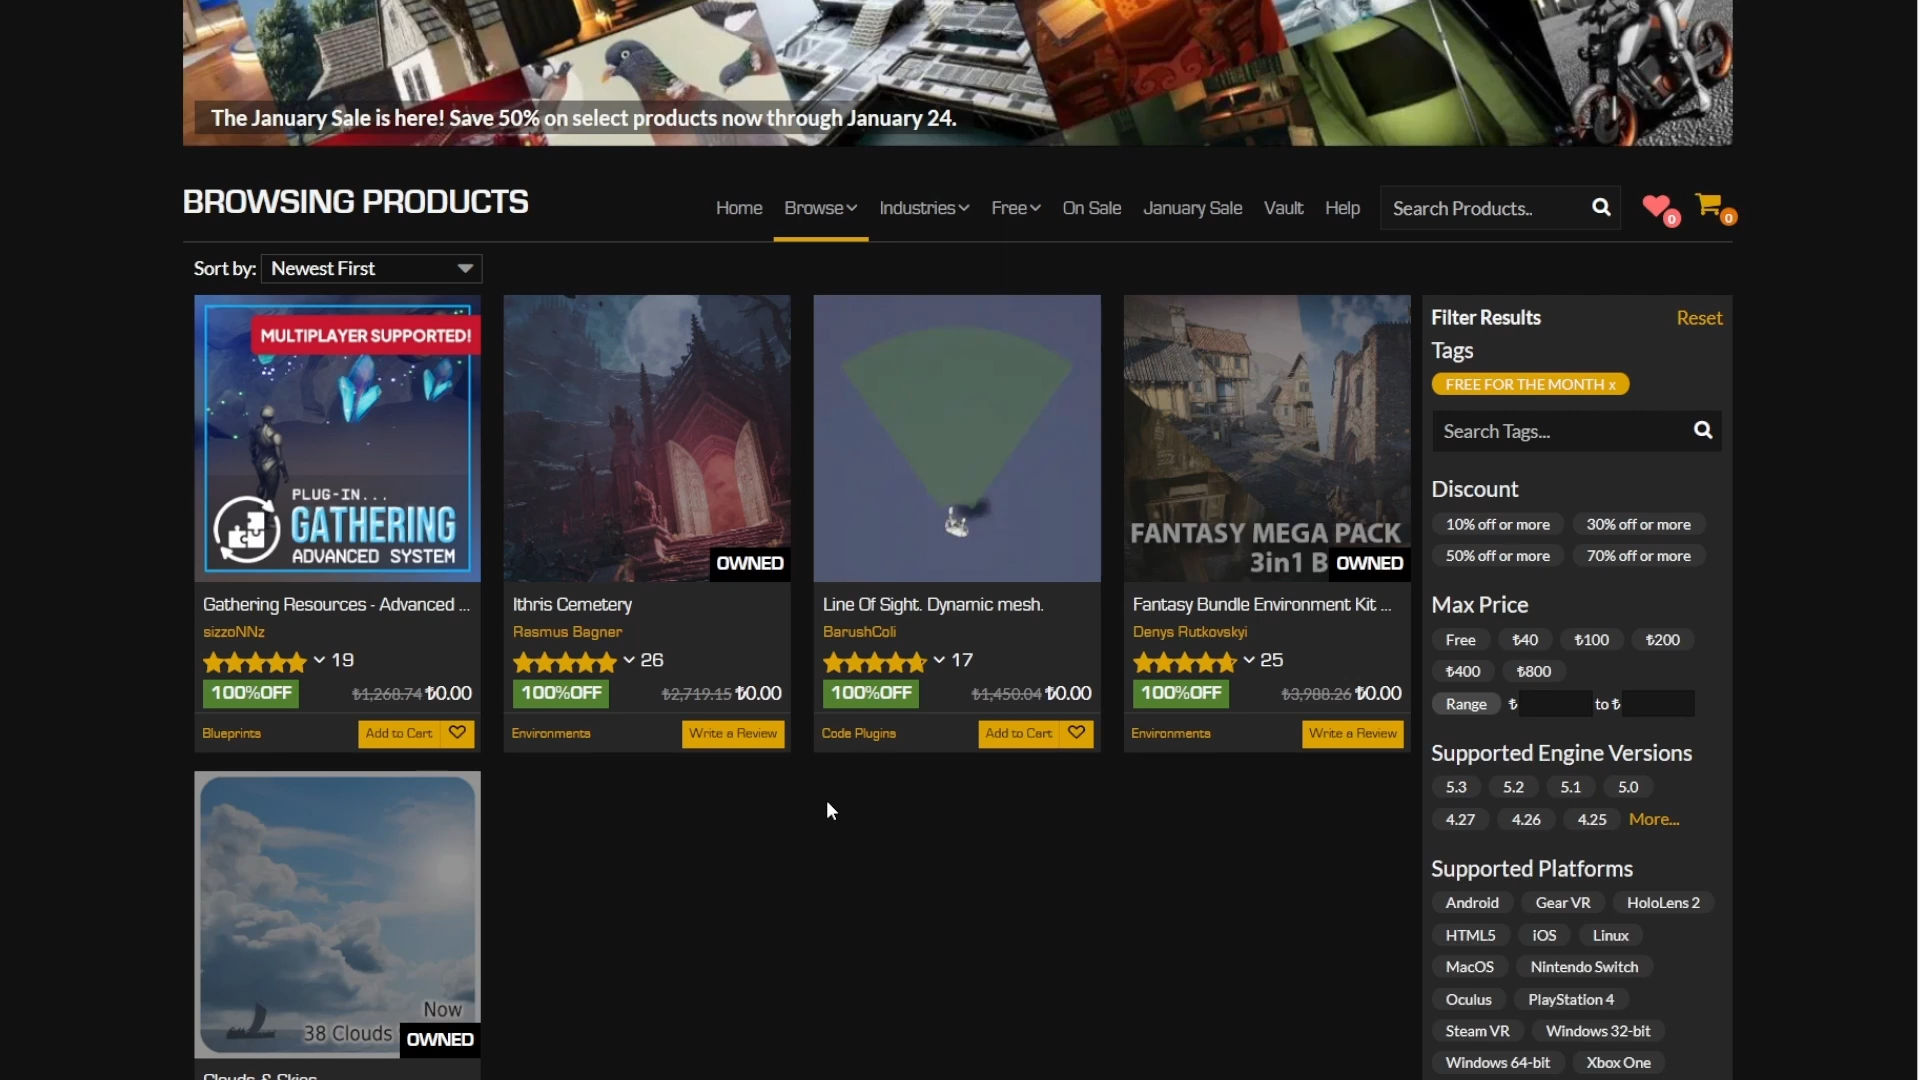 The January Sale is here! Save 50% on select products now through January 24.
BROWSING PRODUCTS
Home Browse Industries Free On Sale January Sale Vault Help Search Products.. 0 0
Sort by: Newest First
MULTIPLAYER SUPPORTED!
PLUG-IN...
GATHERING
ADVANCED SYSTEM
Gathering Resources - Advanced ...
sizzoNNz
19
100%OFF ₺1,268.74 ₺0.00
Blueprints Add to Cart
OWNED
Ithris Cemetery
Rasmus Bagner
26
100%OFF ₺2,719.15 ₺0.00
Environments Write a Review
Line Of Sight. Dynamic mesh.
BarushColi
17
100%OFF ₺1,450.04 ₺0.00
Code Plugins Add to Cart
FANTASY MEGA PACK
3in1 B OWNED
Fantasy Bundle Environment Kit ...
Denys Rutkovskyi
25
100%OFF ₺3,988.26 ₺0.00
Environments Write a Review
Now
38 Clouds OWNED
Clouds & Skies
Filter Results Reset
Tags
FREE FOR THE MONTH x
Search Tags...
Discount
10% off or more 30% off or more
50% off or more 70% off or more
Max Price
Free ₺40 ₺100 ₺200
₺400 ₺800
Range ₺ to ₺
Supported Engine Versions
5.3 5.2 5.1 5.0
4.27 4.26 4.25 More...
Supported Platforms
Android Gear VR HoloLens 2
HTML5 iOS Linux
MacOS Nintendo Switch
Oculus PlayStation 4
Steam VR Windows 32-bit
Windows 64-bit Xbox One